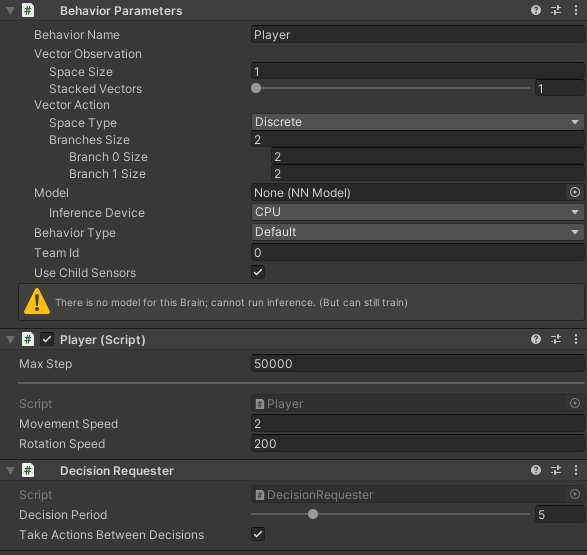 Behavior Parameters
Behavior Name Player
Vector Observation
Space Size 1
Stacked Vectors 1
Vector Action
Space Type Discrete
Branches Size 2
Branch 0 Size 2
Branch 1 Size 2
Model None (NN Model)
Inference Device CPU
Behavior Type Default
Team Id 0
Use Child Sensors
There is no model for this Brain; cannot run inference. (But can still train)
# Player (Script)
Max Step 50000
Script Player
Movement Speed 2
Rotation Speed 200
# Decision Requester
Script DecisionRequester
Decision Period 5
Take Actions Between Decisions